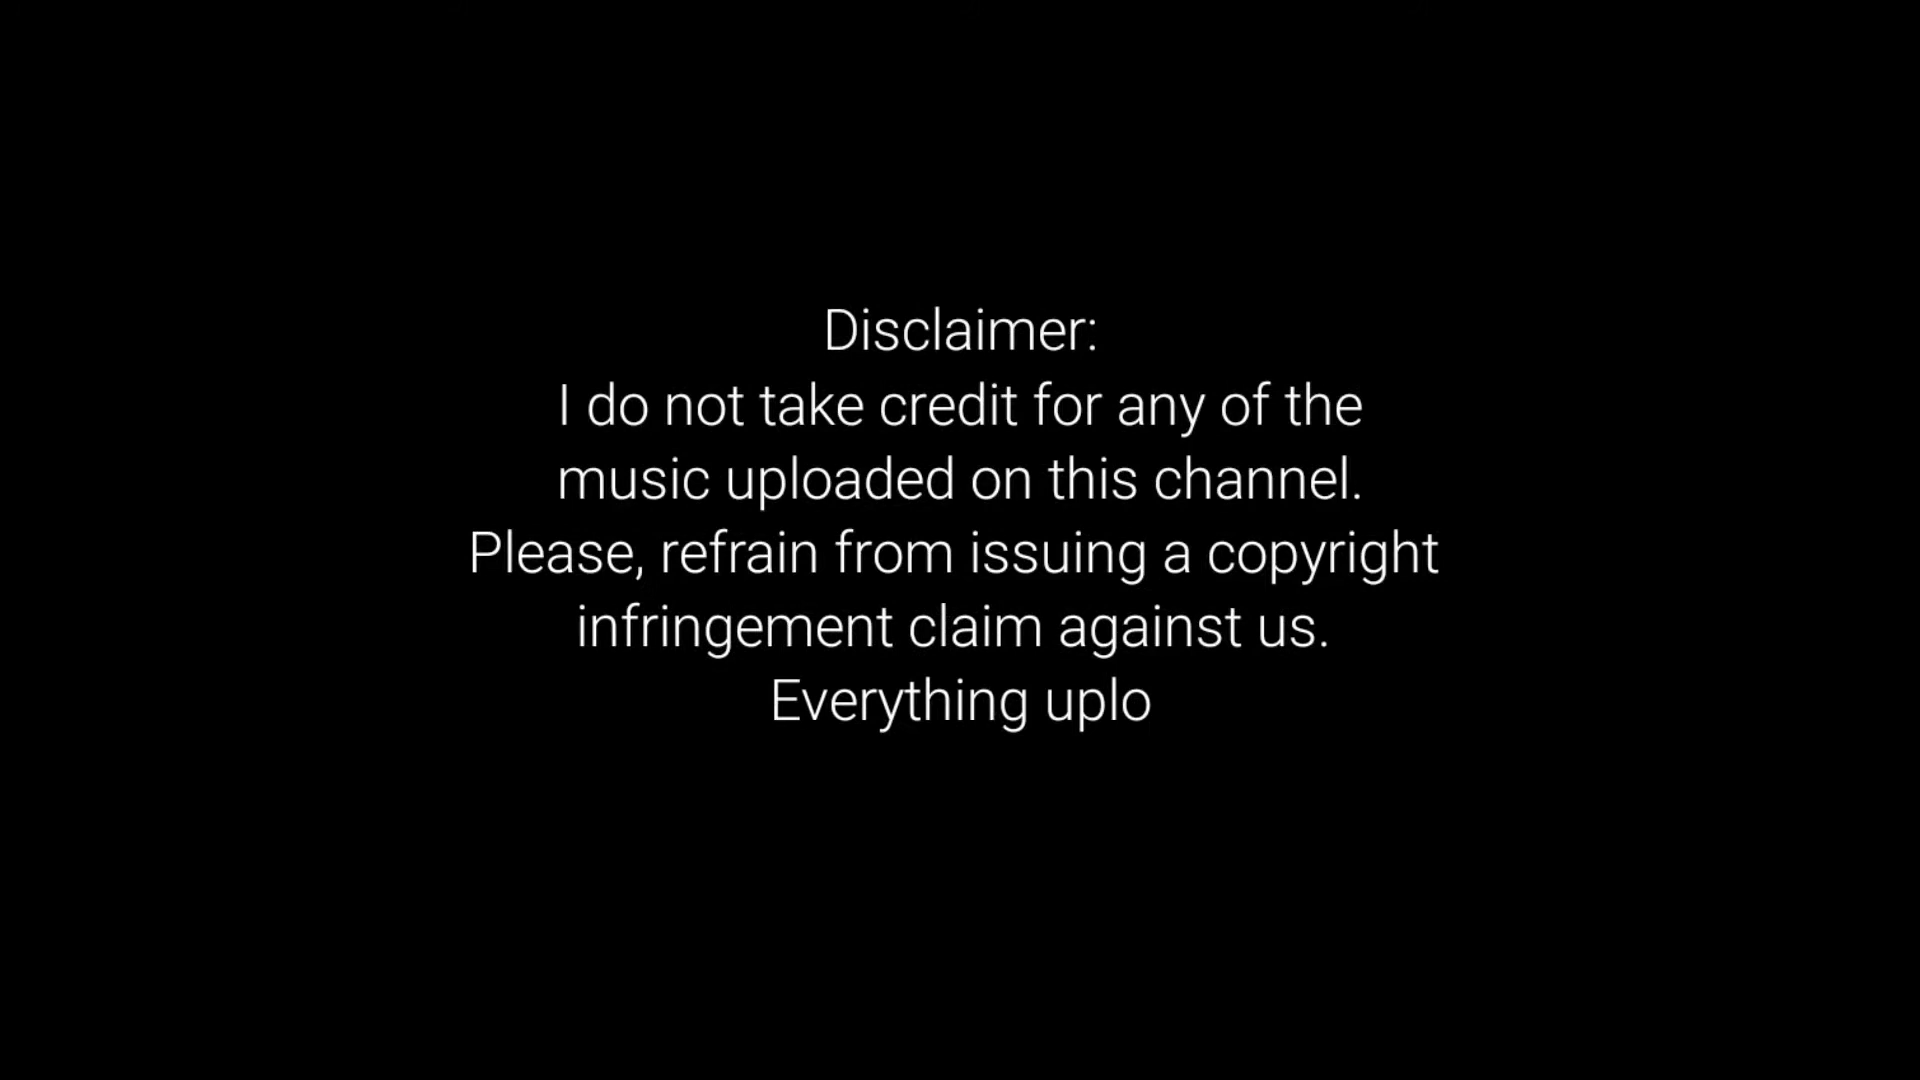 Disclaimer:
I do not take credit for any of the
music uploaded on this channel.
Please, refrain from issuing a copyright
infringement claim against us.
Everything uplo